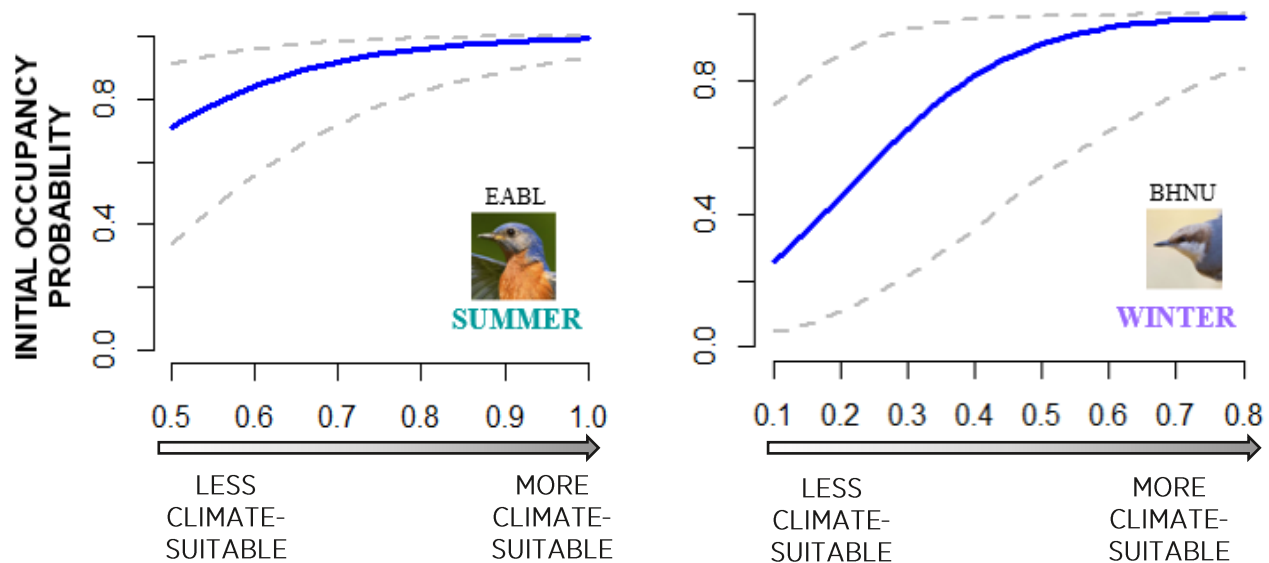 INITIAL OCCUPANCY
PROBABILITY
0.8
0.4
0.0
EABL
SUMMER
0.5 0.6 0.7 0.8 0.9 1.0
LESS
CLIMATE-
SUITABLE
MORE
CLIMATE-
SUITABLE
0.8
0.4
0.0
BHNU
WINTER
0.1 0.2 0.3 0.4 0.5 0.6 0.7 0.8
LESS
CLIMATE-
SUITABLE
MORE
CLIMATE-
SUITABLE